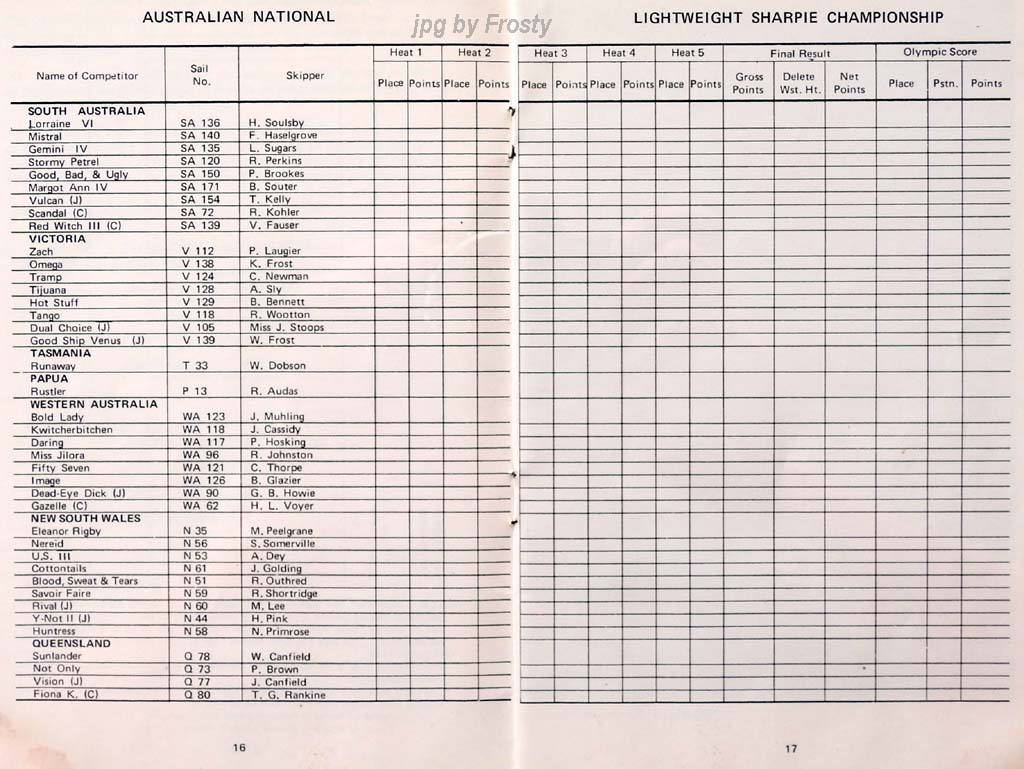 AUSTRALIAN NATIONAL
jpg by Frosty
LIGHTWEIGHT SHARPIE CHAMPIONSHIP
Name of Competitor Sail No. Skipper Heat 1 Heat 2 Heat 3 Heat 4 Heat 5 Final Result Olympic Score
Place Points Place Points Place Points Place Points Place Points Gross Points Delete Wst. Ht. Net Points Place Pstn. Points
SOUTH AUSTRALIA
Lorraine VI SA 136 H. Soulsby
Mistral SA 140 F. Haselgrove
Gemini IV SA 135 L. Sugars
Stormy Petrel SA 120 R. Perkins
Good, Bad, & Ugly SA 150 P. Brookes
Margot Ann IV SA 171 B. Souter
Vulcan (J) SA 154 T. Kelly
Scandal (C) SA 72 R. Kohler
Red Witch III (C) SA 139 V. Fauser
VICTORIA
Zach V 112 P. Laugier
Omega V 138 K. Frost
Tramp V 124 C. Newman
Tijuana V 128 A. Sly
Hot Stuff V 129 B. Bennett
Tango V 118 R. Wootton
Dual Choice (J) V 105 Miss J. Stoops
Good Ship Venus (J) V 139 W. Frost
TASMANIA
Runaway T 33 W. Dobson
PAPUA
Rustler P 13 R. Audas
WESTERN AUSTRALIA
Bold Lady WA 123 J. Muhling
Kwitcherbitchen WA 118 J. Cassidy
Daring WA 117 P. Hosking
Miss Jilora WA 96 R. Johnston
Fifty Seven WA 121 C. Thorpe
Image WA 126 B. Glazier
Dead-Eye Dick (J) WA 90 G. B. Howie
Gazelle (C) WA 62 H. L. Voyer
NEW SOUTH WALES
Eleanor Rigby N 35 M. Peelgrane
Nereid N 56 S. Somerville
U.S. III N 53 A. Dey
Cottontails N 61 J. Golding
Blood, Sweat & Tears N 51 R. Outhred
Savoir Faire N 59 R. Shortridge
Rival (J) N 60 M. Lee
Y-Not II (J) N 44 H. Pink
Huntress N 58 N. Primrose
QUEENSLAND
Sunlander Q 78 W. Canfield
Not Only Q 73 P. Brown
Vision (J) Q 77 J. Canfield
Fiona K. (C) Q 80 T. G. Rankine
16
17